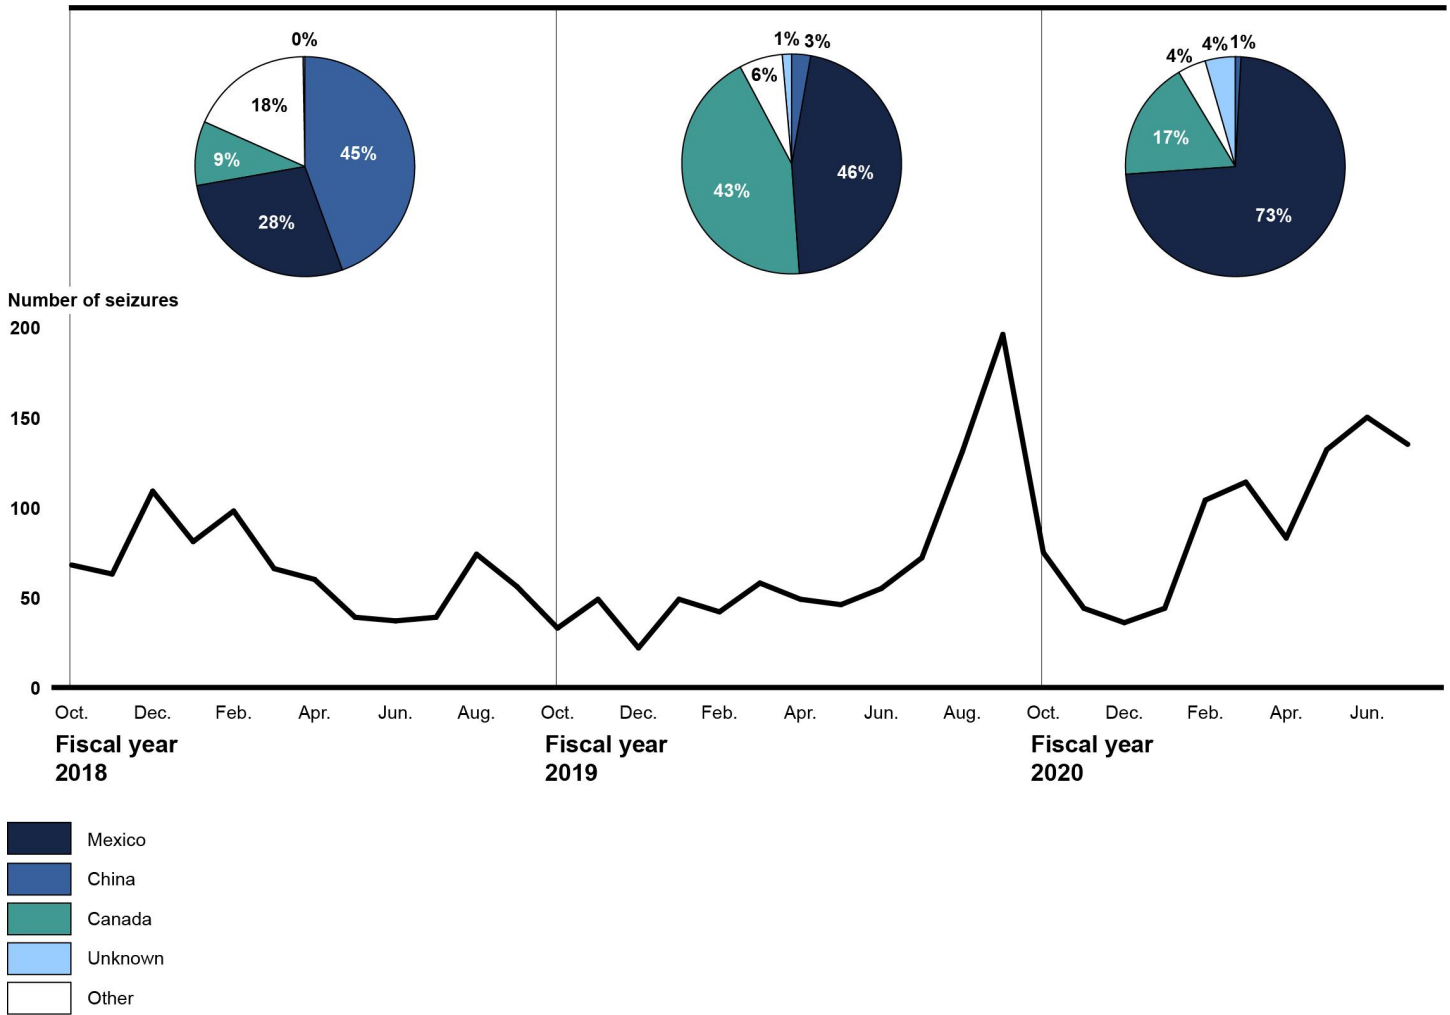 0%
18%
45%
9%
28%
1% 3%
6%
46%
43%
4% 4% 1%
17%
73%
Number of seizures
200
150
100
50
0
Oct. Dec. Feb. Apr. Jun. Aug. Oct. Dec. Feb. Apr. Jun. Aug. Oct. Dec. Feb. Apr. Jun.
Fiscal year
2018
Fiscal year
2019
Fiscal year
2020
Mexico
China
Canada
Unknown
Other